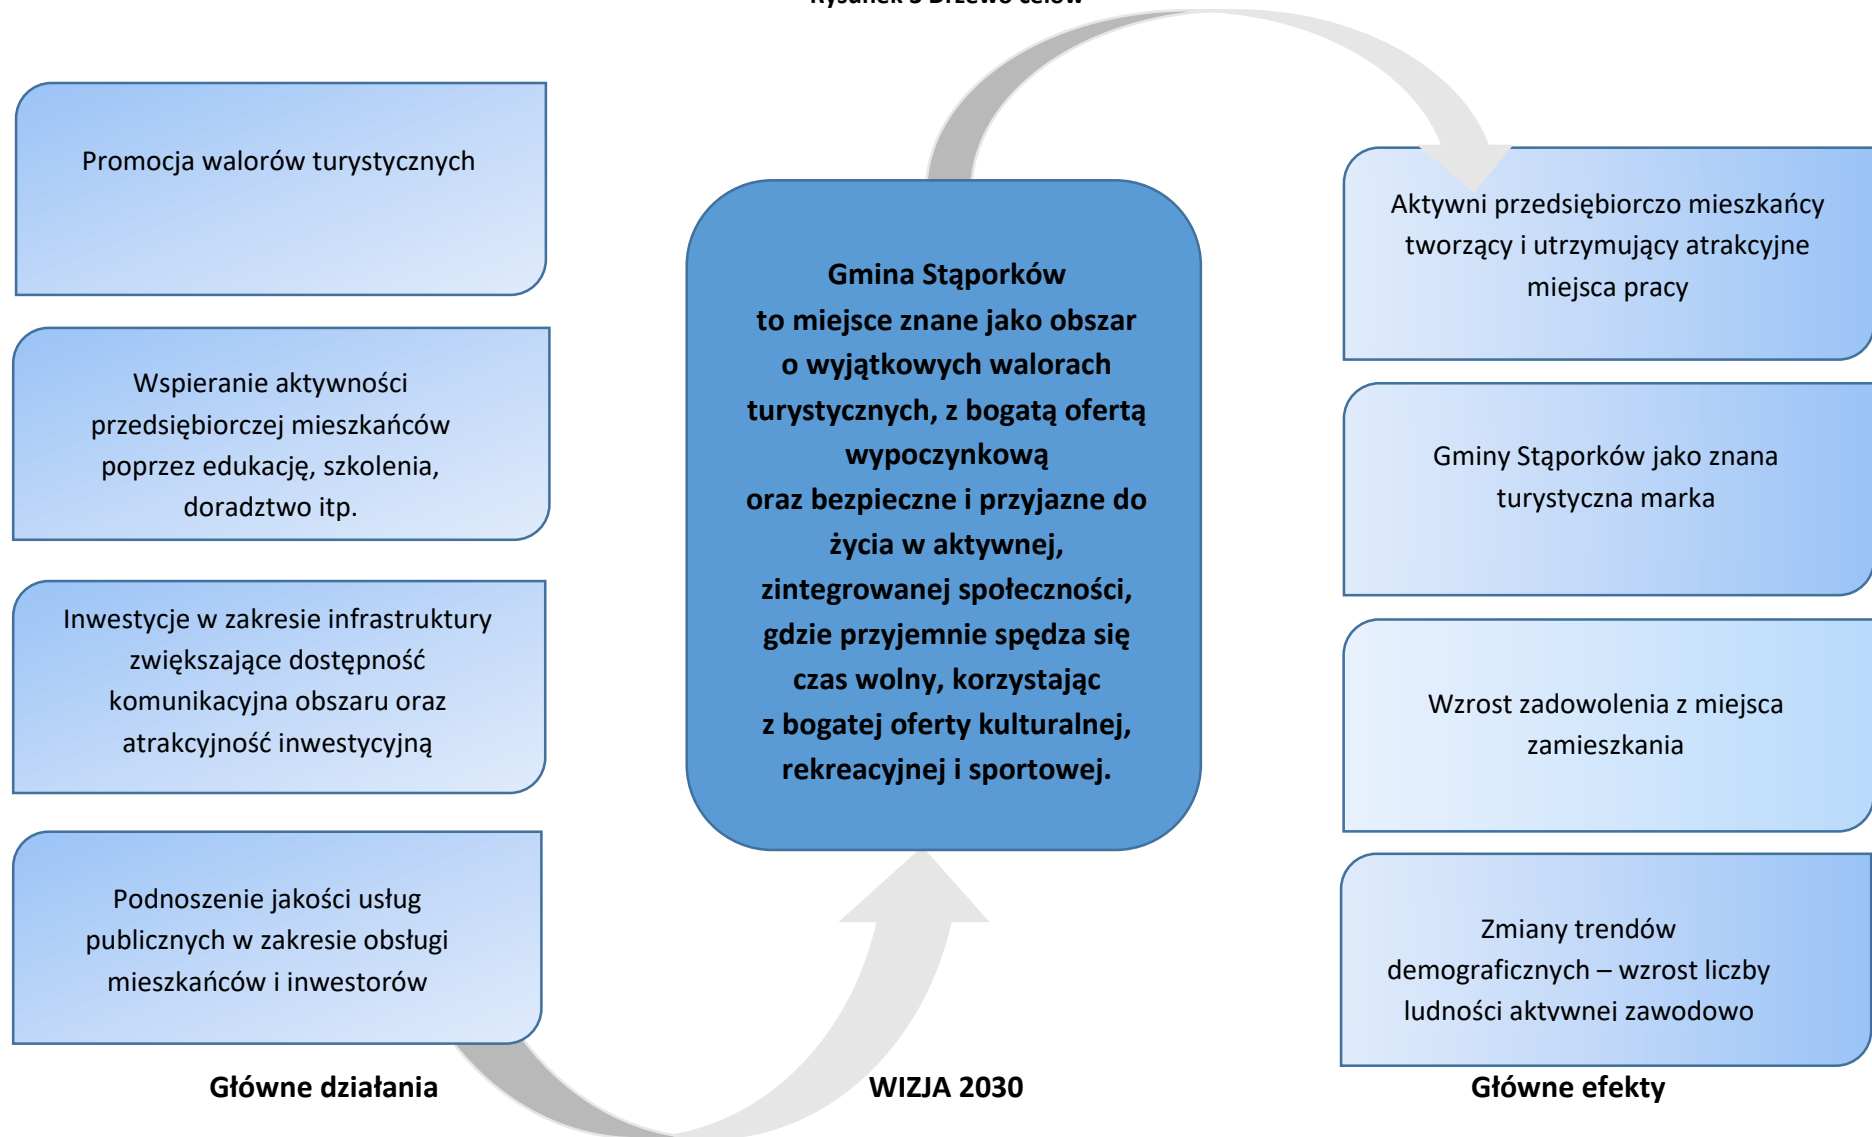 Rysunek 3 Drzewo celów
Promocja walorów turystycznych
Wspieranie aktywności
przedsiębiorczej mieszkańców
poprzez edukację, szkolenia,
doradztwo itp.
Inwestycje w zakresie infrastruktury
zwiększające dostępność
komunikacyjna obszaru oraz
atrakcyjność inwestycyjną
Podnoszenie jakości usług
publicznych w zakresie obsługi
mieszkańców i inwestorów
Główne działania
Gmina Stąporków
to miejsce znane jako obszar
o wyjątkowych walorach
turystycznych, z bogatą ofertą
wypoczynkową
oraz bezpieczne i przyjazne do
życia w aktywnej,
zintegrowanej społeczności,
gdzie przyjemnie spędza się
czas wolny, korzystając
z bogatej oferty kulturalnej,
rekreacyjnej i sportowej.
WIZJA 2030
Aktywni przedsiębiorczo mieszkańcy
tworzący i utrzymujący atrakcyjne
miejsca pracy
Gminy Stąporków jako znana
turystyczna marka
Wzrost zadowolenia z miejsca
zamieszkania
Zmiany trendów
demograficznych – wzrost liczby
ludności aktywnej zawodowo
Główne efekty